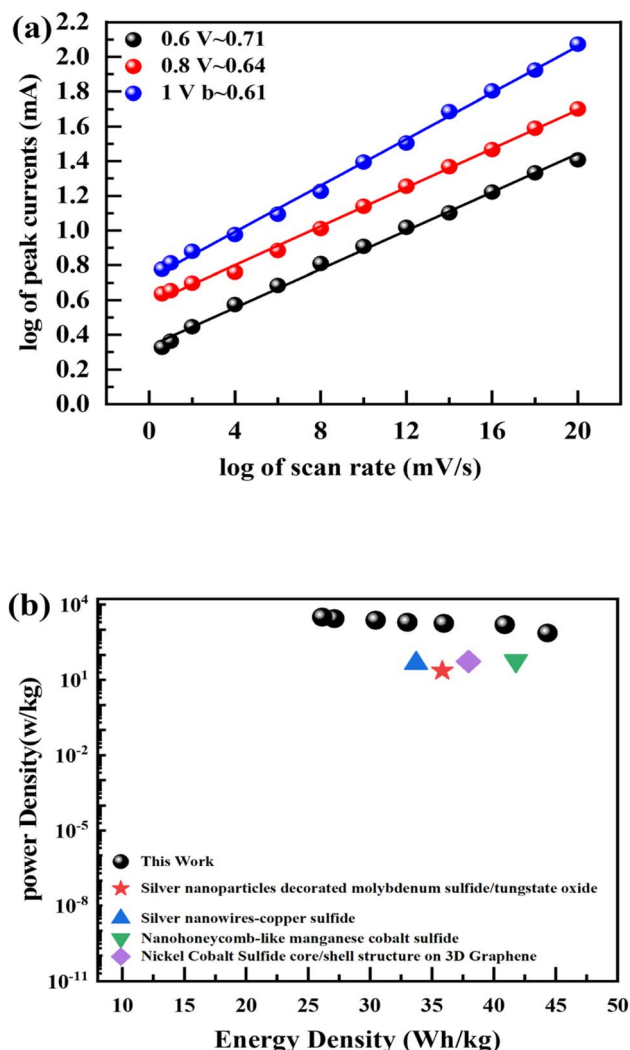 (a)
2.2
2.0
1.8
1.6
1.4
1.2
1.0
0.8
0.6
0.4
0.2
0.0
log of peak currents (mA)
0.6 V~0.71
0.8 V~0.64
1 V b~0.61
0 4 8 12 16 20
log of scan rate (mV/s)
(b)
10^4
10^1
10^-2
10^-5
10^-8
10^-11
power Density(w/kg)
This Work
Silver nanoparticles decorated molybdenum sulfide/tungstate oxide
Silver nanowires-copper sulfide
Nanohoneycomb-like manganese cobalt sulfide
Nickel Cobalt Sulfide core/shell structure on 3D Graphene
10 15 20 25 30 35 40 45 50
Energy Density (Wh/kg)